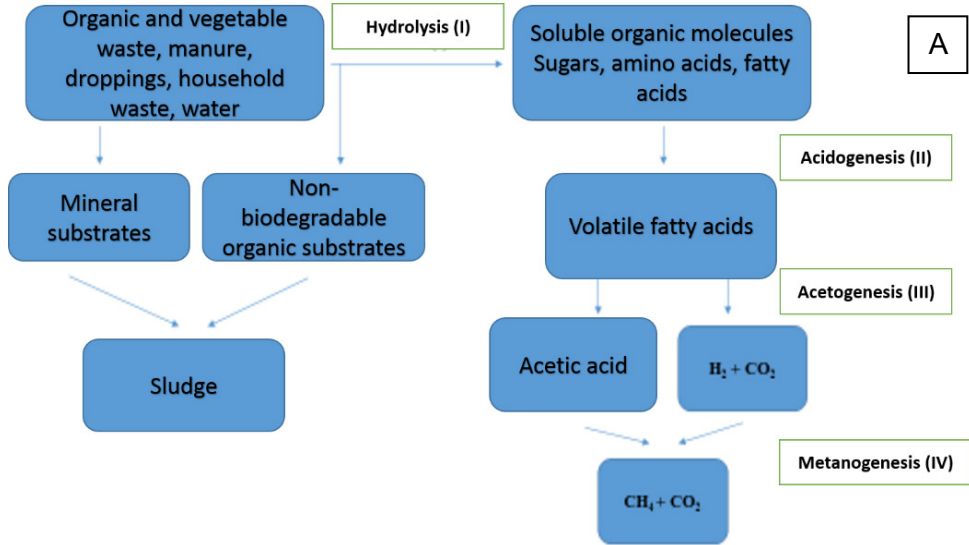 Organic and vegetable
waste, manure,
droppings, household
waste, water
Hydrolysis (I)
Soluble organic molecules
Sugars, amino acids, fatty
acids
A
Acidogenesis (II)
Mineral
substrates
Non-
biodegradable
organic substrates
Volatile fatty acids
Acetogenesis (III)
Sludge
Acetic acid
H₂ + CO₂
Metanogenesis (IV)
CH₄ + CO₂